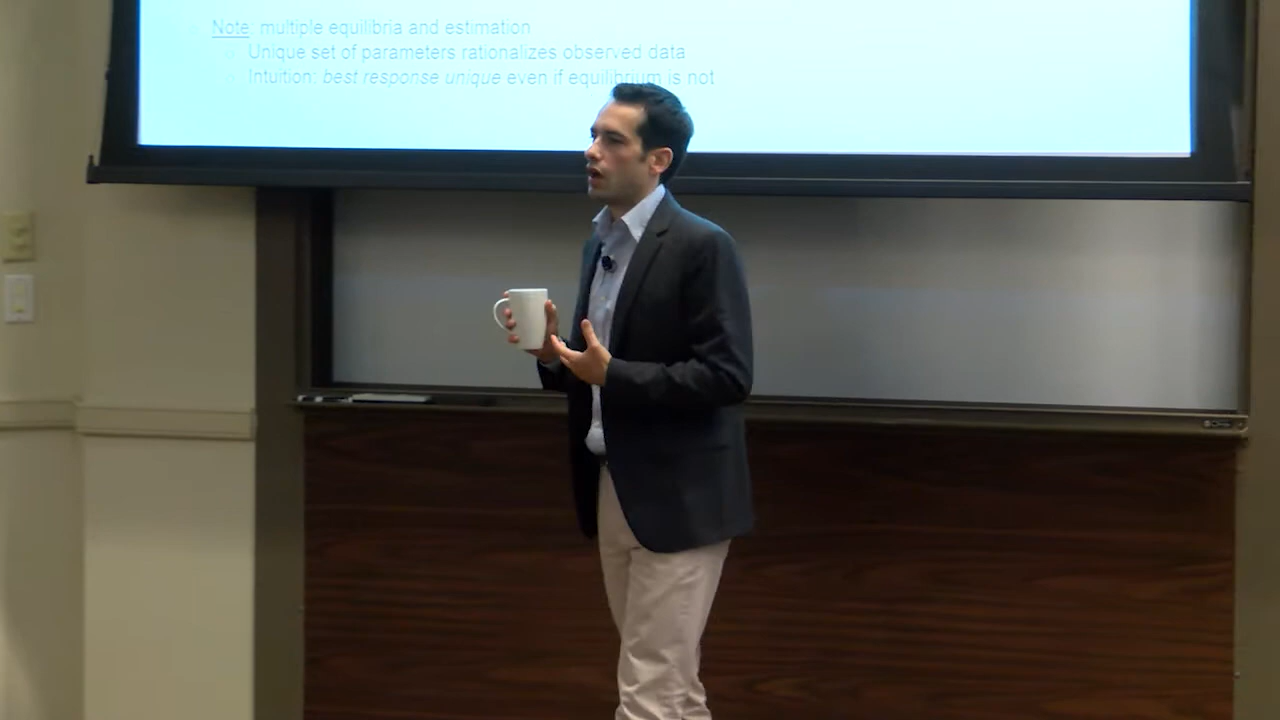 Note: multiple equilibria and estimation
Unique set of parameters rationalizes observed data
Intuition: best response unique even if equilibrium is not